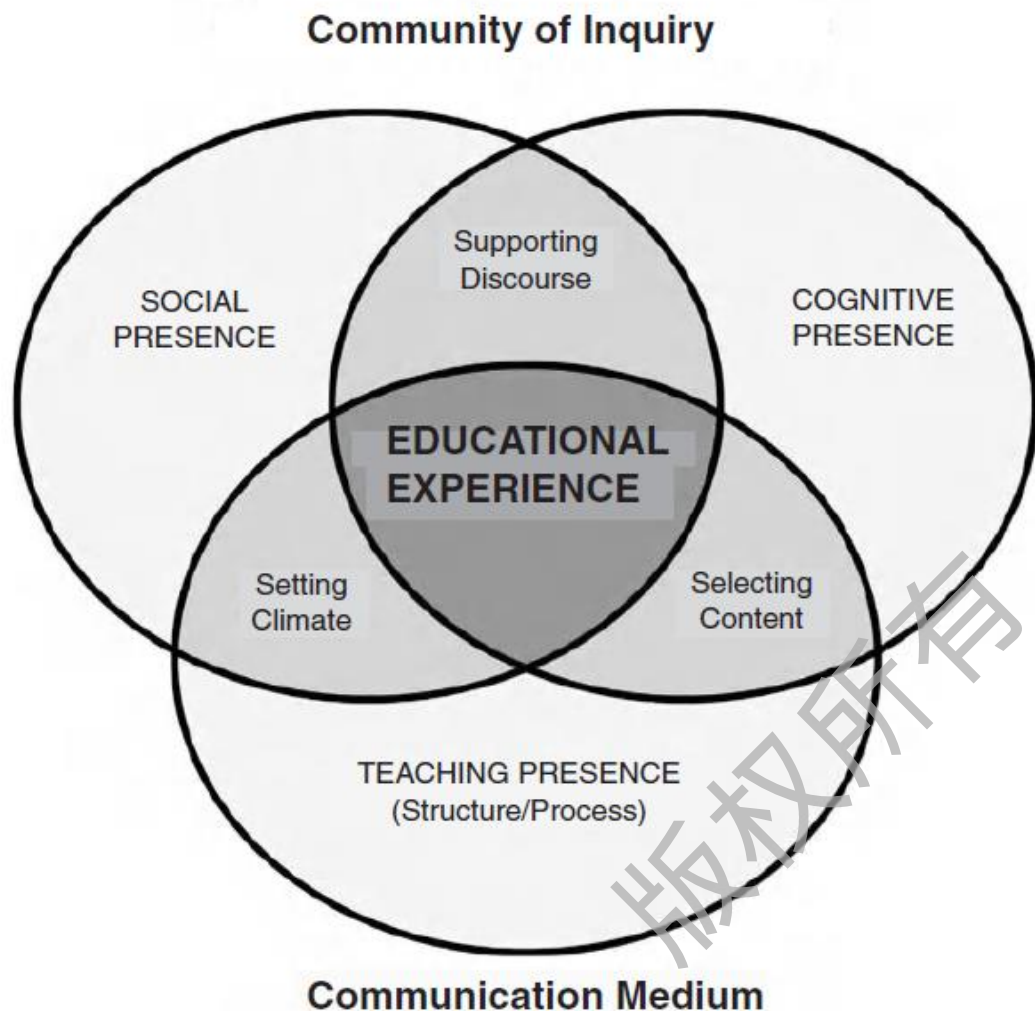 Community of Inquiry
Supporting
Discourse
SOCIAL
PRESENCE
COGNITIVE
PRESENCE
EDUCATIONAL
EXPERIENCE
Setting
Climate
Selecting
Content
TEACHING PRESENCE
(Structure/Process)
Communication Medium
版权所有